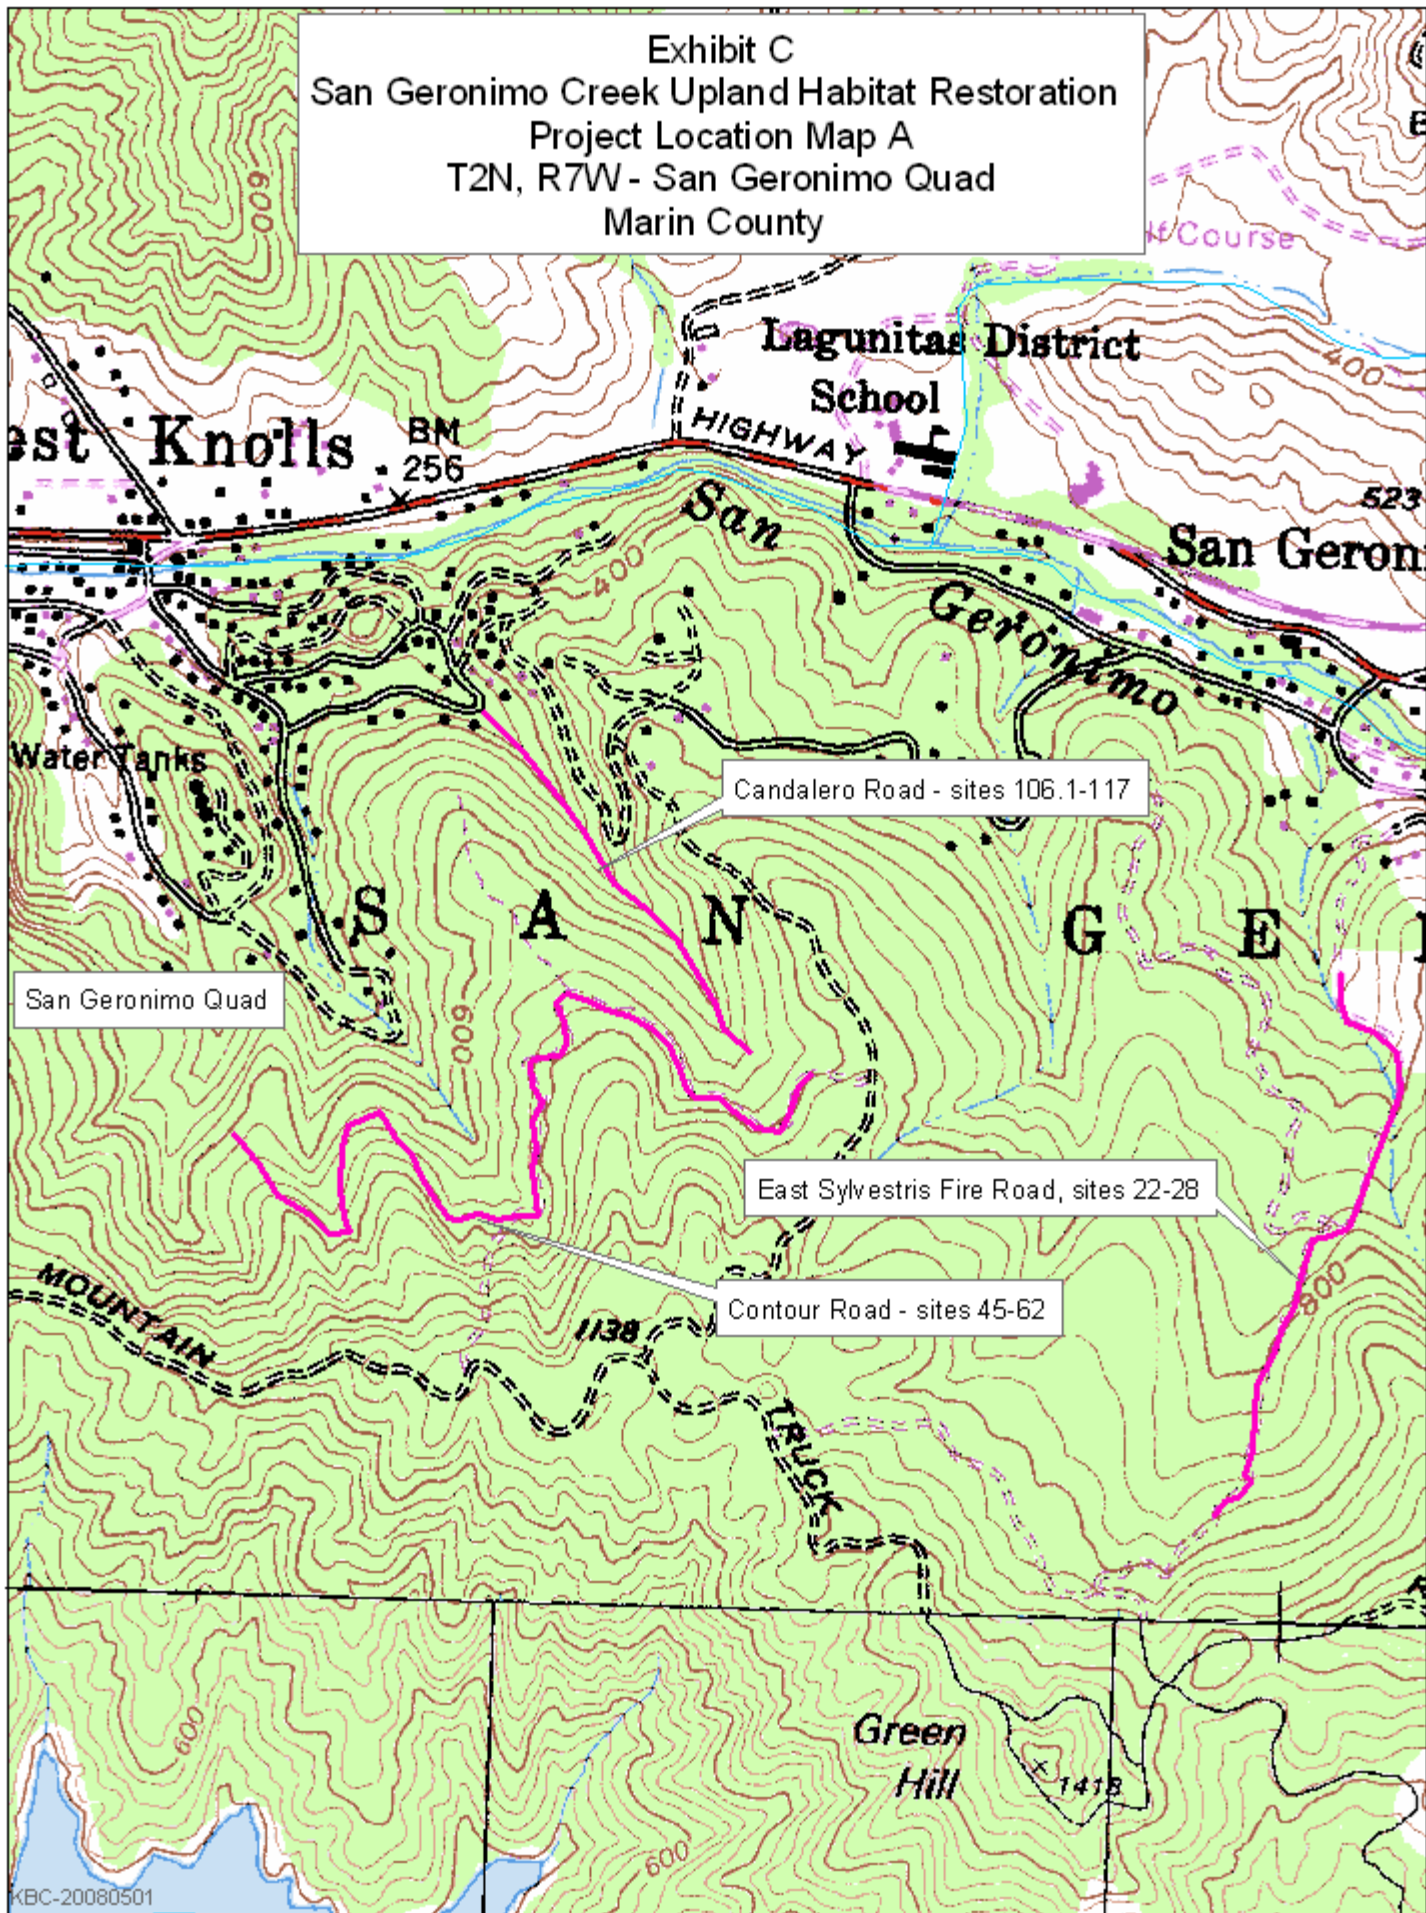 Exhibit C
San Geronimo Creek Upland Habitat Restoration
Project Location Map A
T2N, R7W - San Geronimo Quad
Marin County
600
lf Course
Lagunitas District
School
400
HIGHWAY
est Knolls
BM
256
San
Geronimo
523
San Geron
400
Water Tanks
Candalero Road - sites 106.1-117
S A N G E
San Geronimo Quad
600
East Sylvestris Fire Road, sites 22-28
800
Contour Road - sites 45-62
MOUNTAIN
1138
TRUCK
Green
Hill
1418
600
600
KBC-20080501